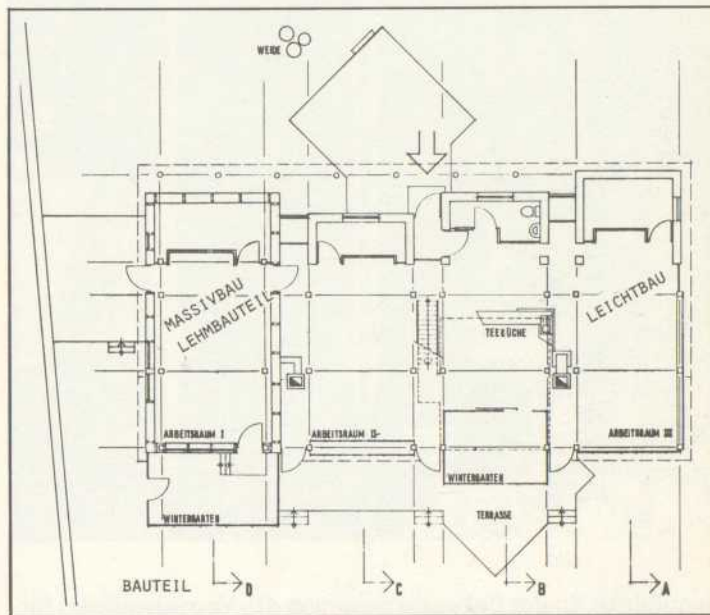 WEIDE
MASSIVBAU
LEHMBAUTEIL
LEICHTBAU
TEEKÜCHE
ARBEITSRAUM I
ARBEITSRAUM II
ARBEITSRAUM III
WINTERGARTEN
WINTERGARTEN
TERRASSE
BAUTEIL
D
C
B
A